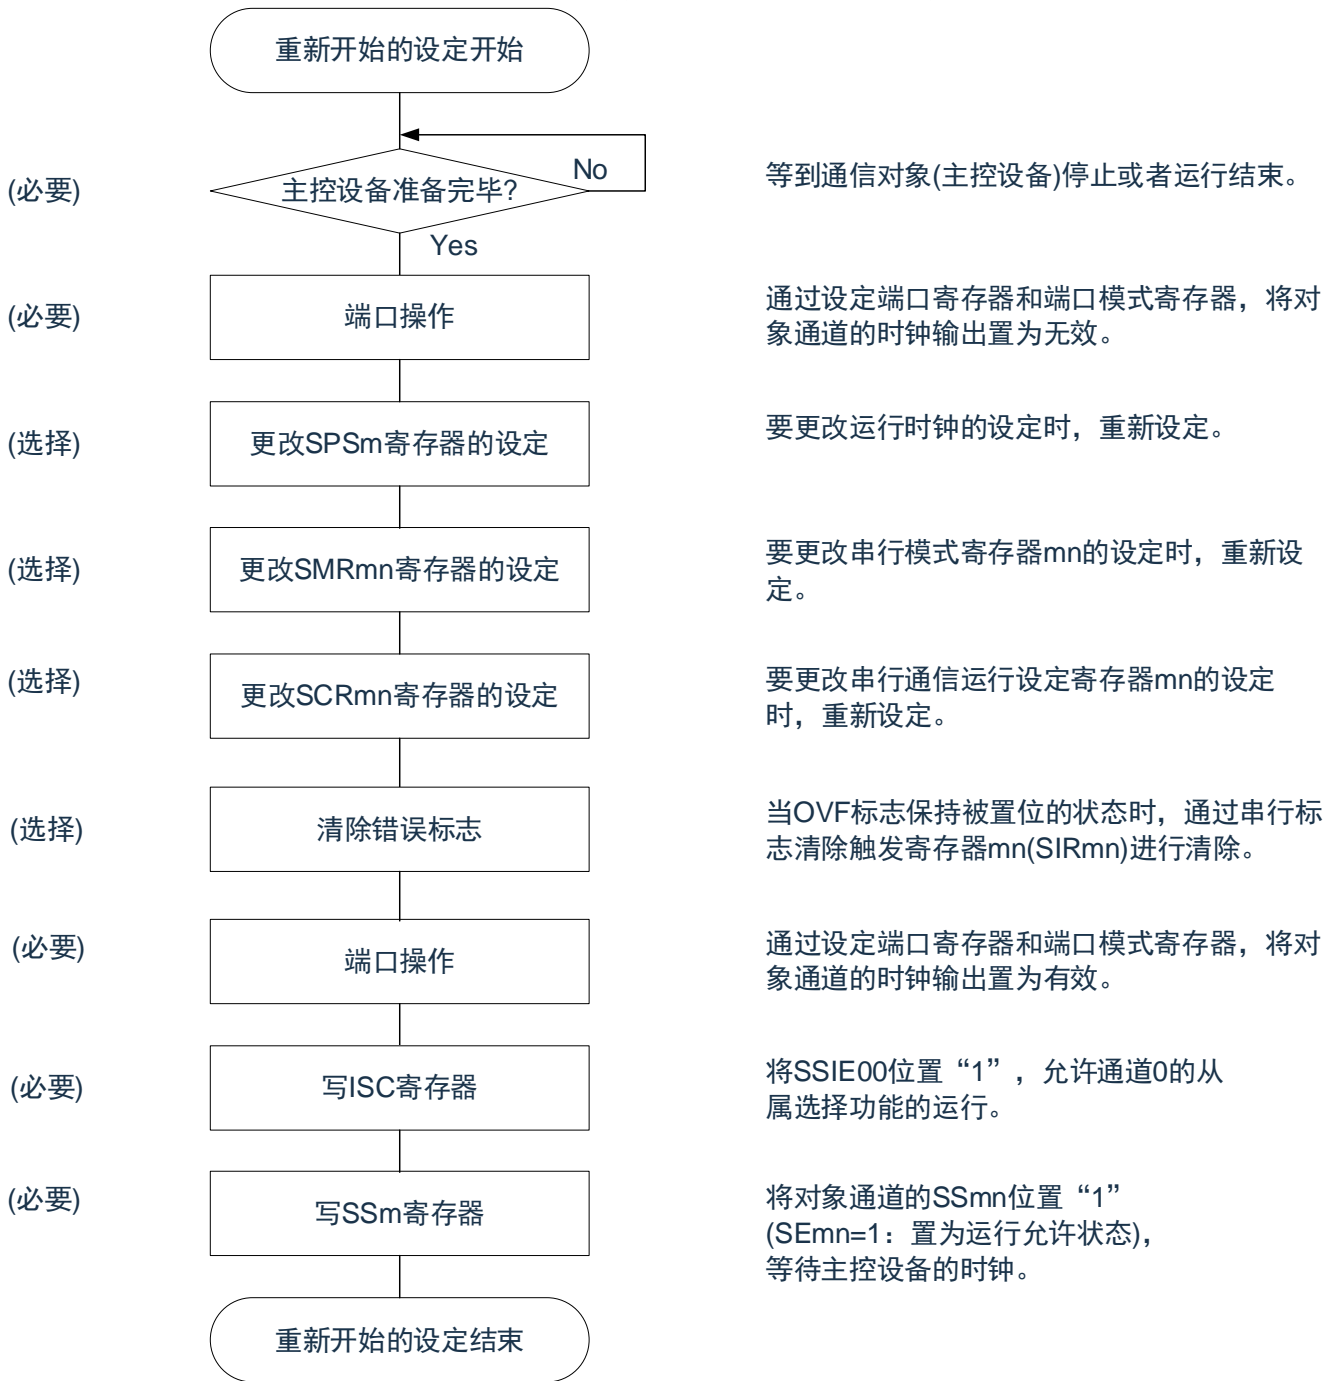 重新开始的设定开始
(必要)
主控设备准备完毕?
No
等到通信对象(主控设备)停止或者运行结束。
Yes
(必要)
端口操作
通过设定端口寄存器和端口模式寄存器，将对
象通道的时钟输出置为无效。
(选择)
更改SPSm寄存器的设定
要更改运行时钟的设定时，重新设定。
(选择)
更改SMRmn寄存器的设定
要更改串行模式寄存器mn的设定时，重新设
定。
(选择)
更改SCRmn寄存器的设定
要更改串行通信运行设定寄存器mn的设定
时，重新设定。
(选择)
清除错误标志
当OVF标志保持被置位的状态时，通过串行标
志清除触发寄存器mn(SIRmn)进行清除。
(必要)
端口操作
通过设定端口寄存器和端口模式寄存器，将对
象通道的时钟输出置为有效。
(必要)
写ISC寄存器
将SSIE00位置“1”，允许通道0的从
属选择功能的运行。
(必要)
写SSm寄存器
将对象通道的SSmn位置“1”
(SEmn=1：置为运行允许状态)，
等待主控设备的时钟。
重新开始的设定结束